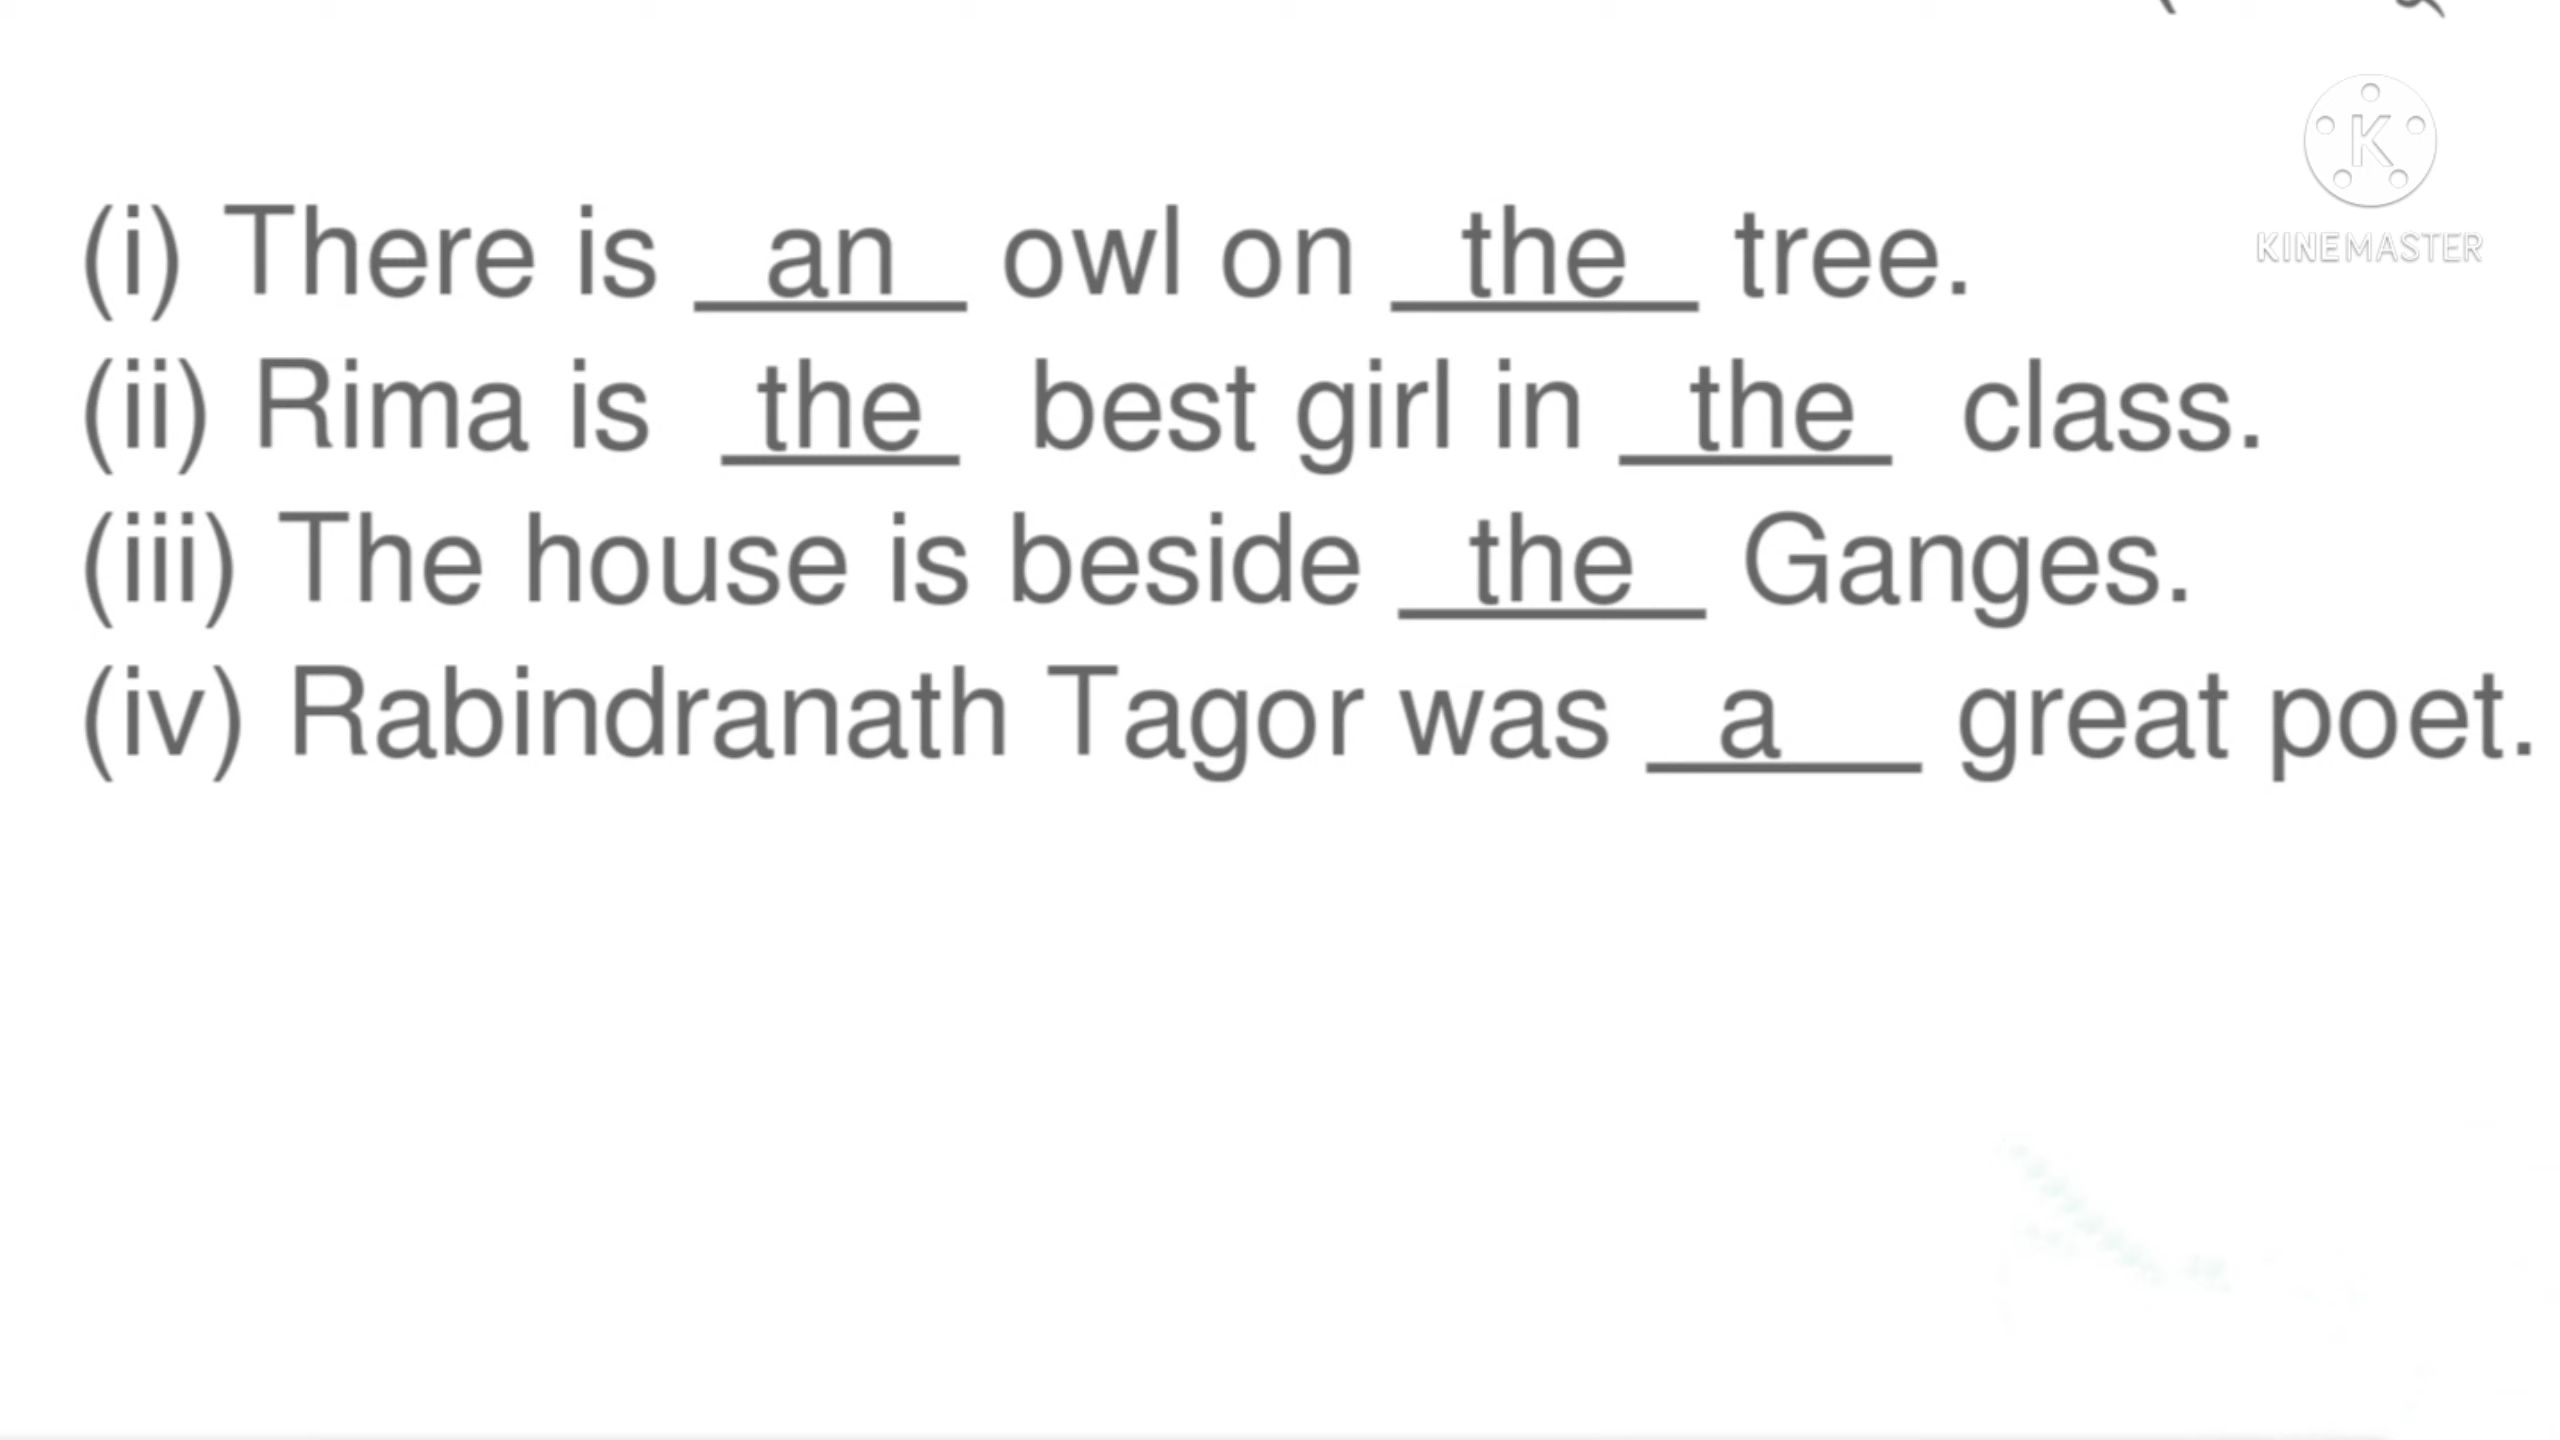 KINEMASTER
(i) There is an owl on the tree.
(ii) Rima is the best girl in the class.
(iii) The house is beside the Ganges.
(iv) Rabindranath Tagor was a great poet.